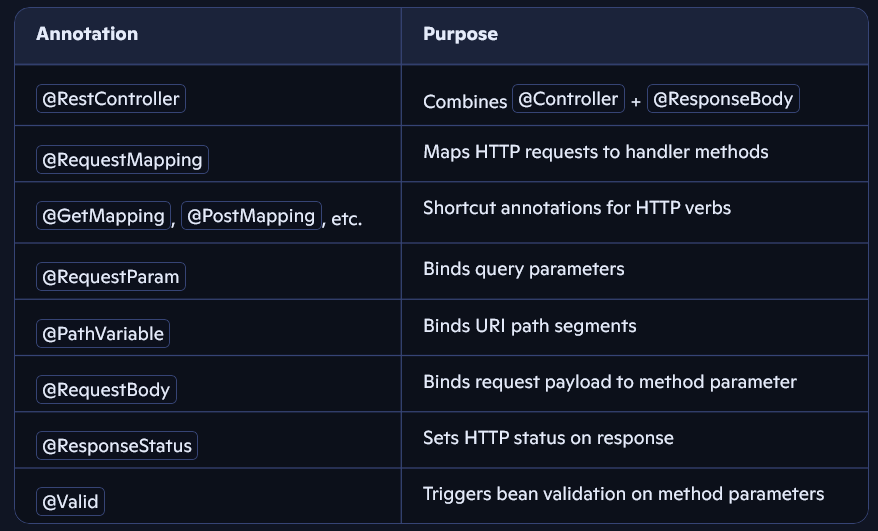 Annotation Purpose
@RestController Combines @Controller + @ResponseBody
@RequestMapping Maps HTTP requests to handler methods
@GetMapping, @PostMapping, etc. Shortcut annotations for HTTP verbs
@RequestParam Binds query parameters
@PathVariable Binds URI path segments
@RequestBody Binds request payload to method parameter
@ResponseStatus Sets HTTP status on response
@Valid Triggers bean validation on method parameters